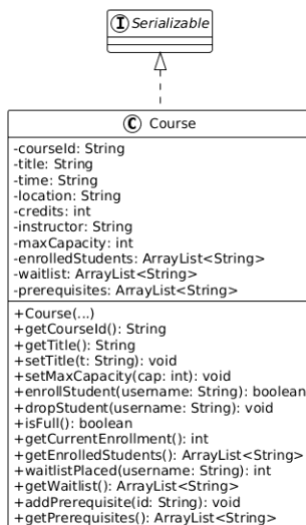 I Serializable
C Course
-courseId: String
-title: String
-time: String
-location: String
-credits: int
-instructor: String
-maxCapacity: int
-enrolledStudents: ArrayList<String>
-waitlist: ArrayList<String>
-prerequisites: ArrayList<String>
+Course(...)
+getCourseId(): String
+getTitle(): String
+setTitle(t: String): void
+setMaxCapacity(cap: int): void
+enrollStudent(username: String): boolean
+dropStudent(username: String): void
+isFull(): boolean
+getCurrentEnrollment(): int
+getEnrolledStudents(): ArrayList<String>
+waitlistPlaced(username: String): int
+getWaitlist(): ArrayList<String>
+addPrerequisite(id: String): void
+getPrerequisites(): ArrayList<String>